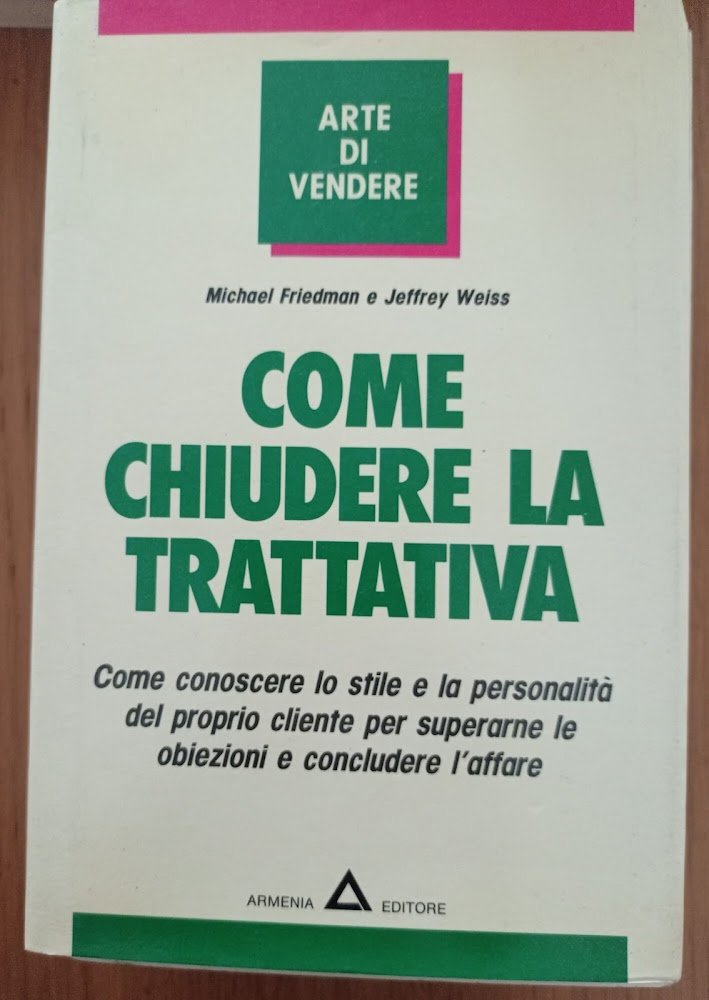 ARTE
DI
VENDERE
Michael Friedman e Jeffrey Weiss
COME
CHIUDERE LA
TRATTATIVA
Come conoscere lo stile e la personalità
del proprio cliente per superarne le
obiezioni e concludere l'affare
ARMENIA EDITORE